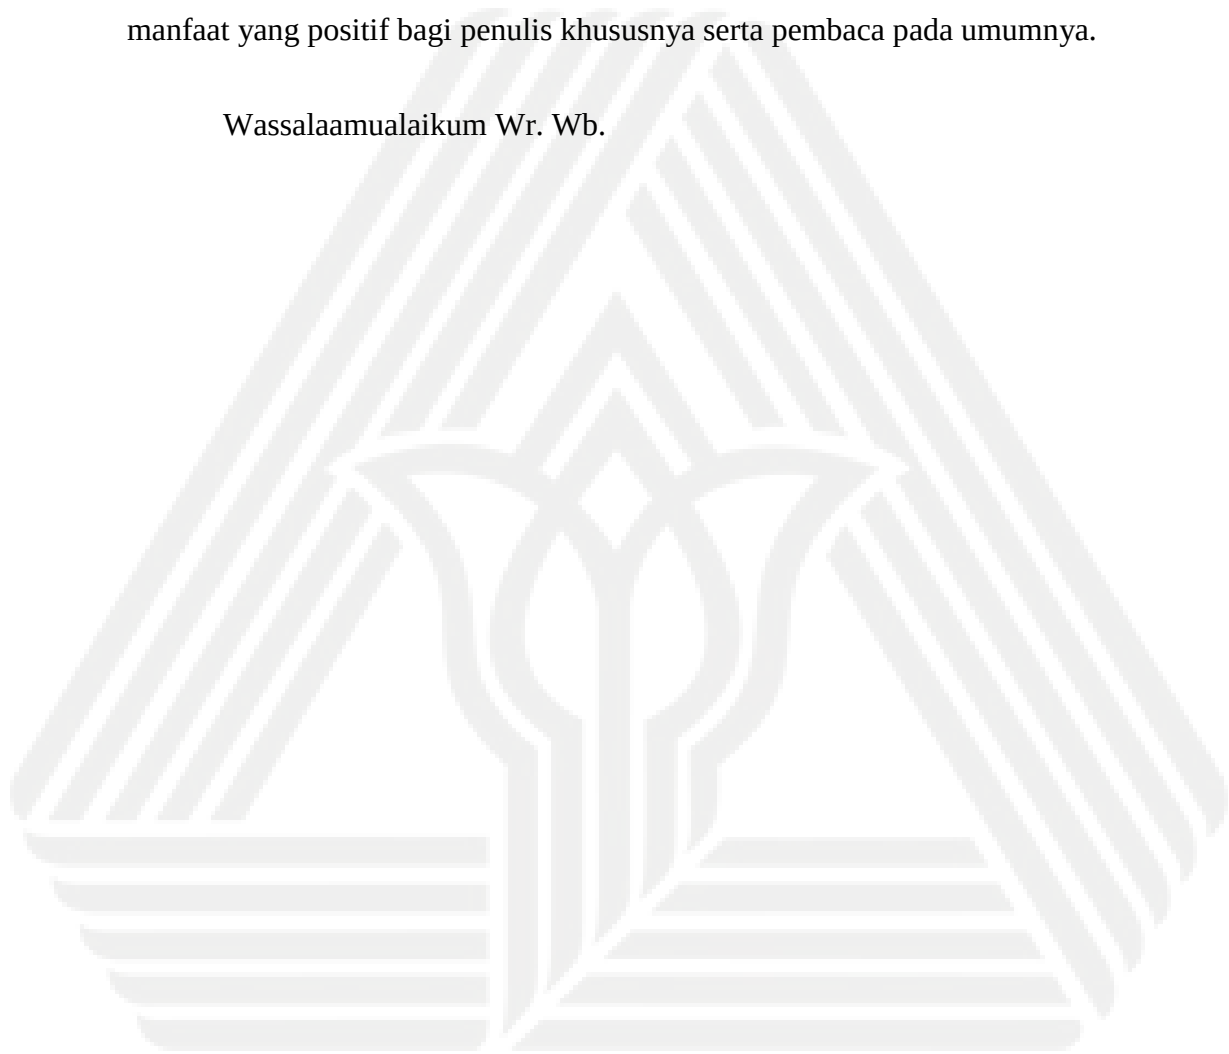 manfaat yang positif bagi penulis khususnya serta pembaca pada umumnya.
Wassalaamualaikum Wr. Wb.